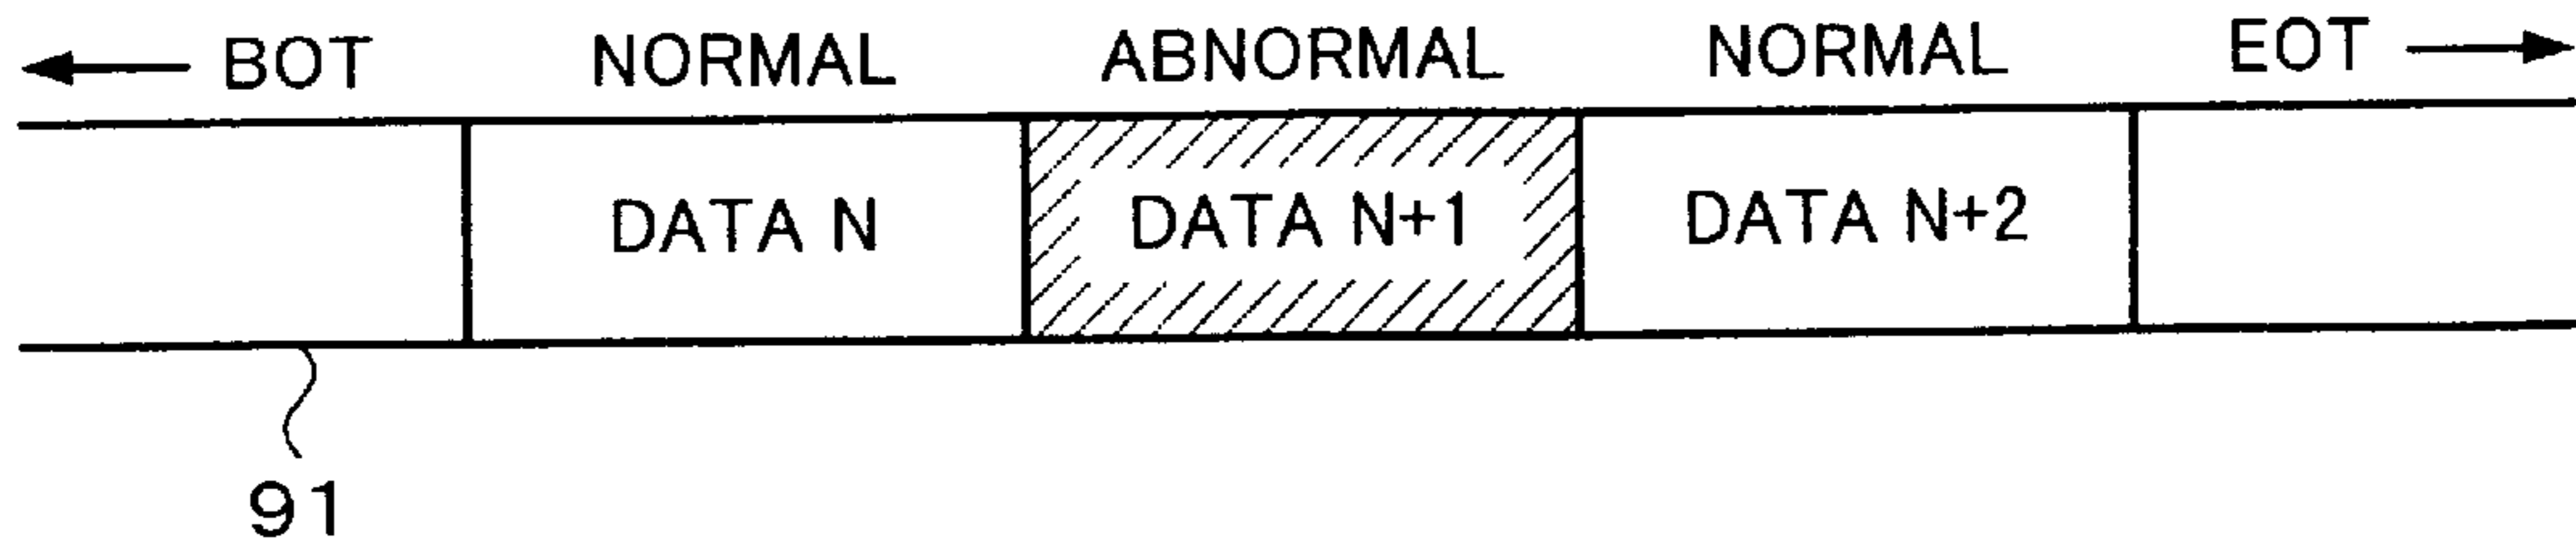 BOT NORMAL ABNORMAL NORMAL EOT
DATA N DATA N+1 DATA N+2
91